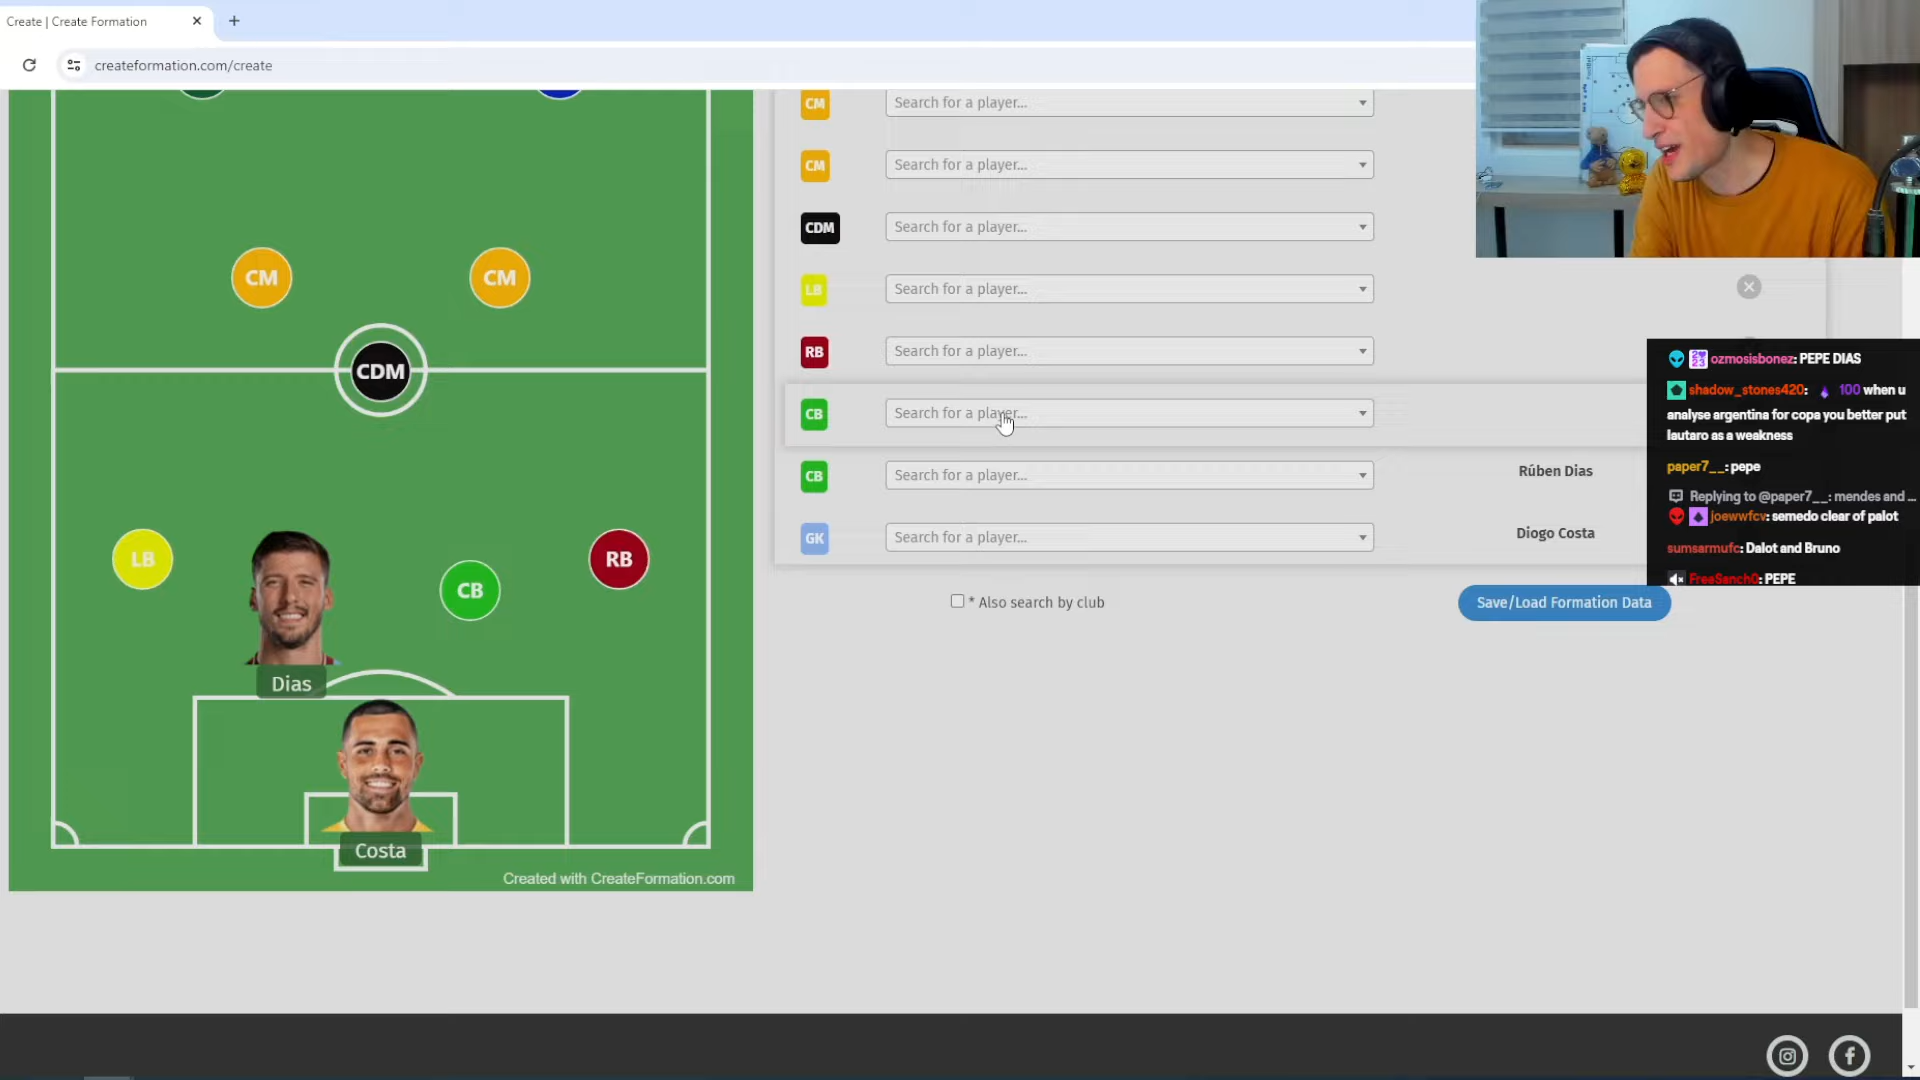 Create | Create Formation
createformation.com/create
CM
Search for a player...
CM
Search for a player...
CDM
Search for a player...
LB
Search for a player...
RB
Search for a player...
CB
Search for a player...
CB
Search for a player...
Rúben Dias
GK
Search for a player...
Diogo Costa
* Also search by club
Save/Load Formation Data
CM
CM
CDM
LB
CB
RB
Dias
Costa
Created with CreateFormation.com
ozmosisbonez: PEPE DIAS
shadow_stones420: 100 when u
analyse argentina for copa you better put
lautaro as a weakness
paper7__: pepe
Replying to @paper7__: mendes and ...
joewwfcv: semedo clear of palot
sumsarmufc: Dalot and Bruno
FreeSanch0: PEPE